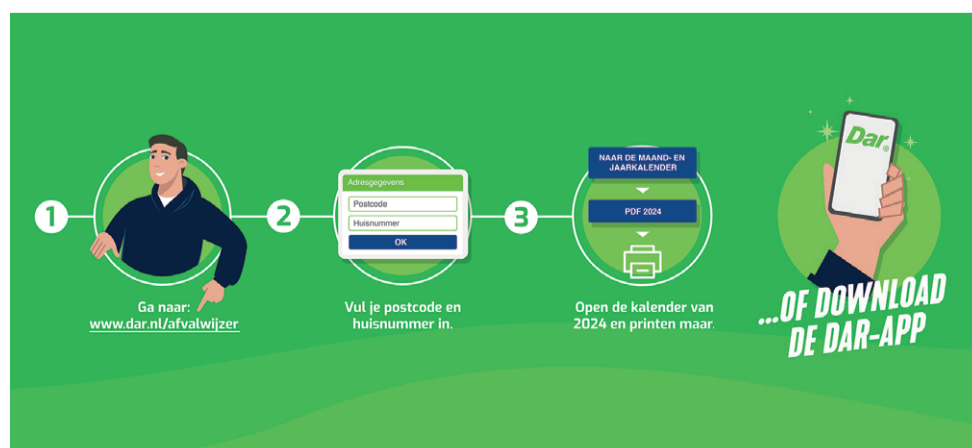 1
Ga naar:
www.dar.nl/afvalwijzer
2
Adresgegevens
Postcode
Huisnummer
OK
Vul je postcode en
huisnummer in.
3
NAAR DE MAAND- EN
JAARKALENDER
PDF 2024
Open de kalender van
2024 en printen maar.
Dar®
...OF DOWNLOAD
DE DAR-APP